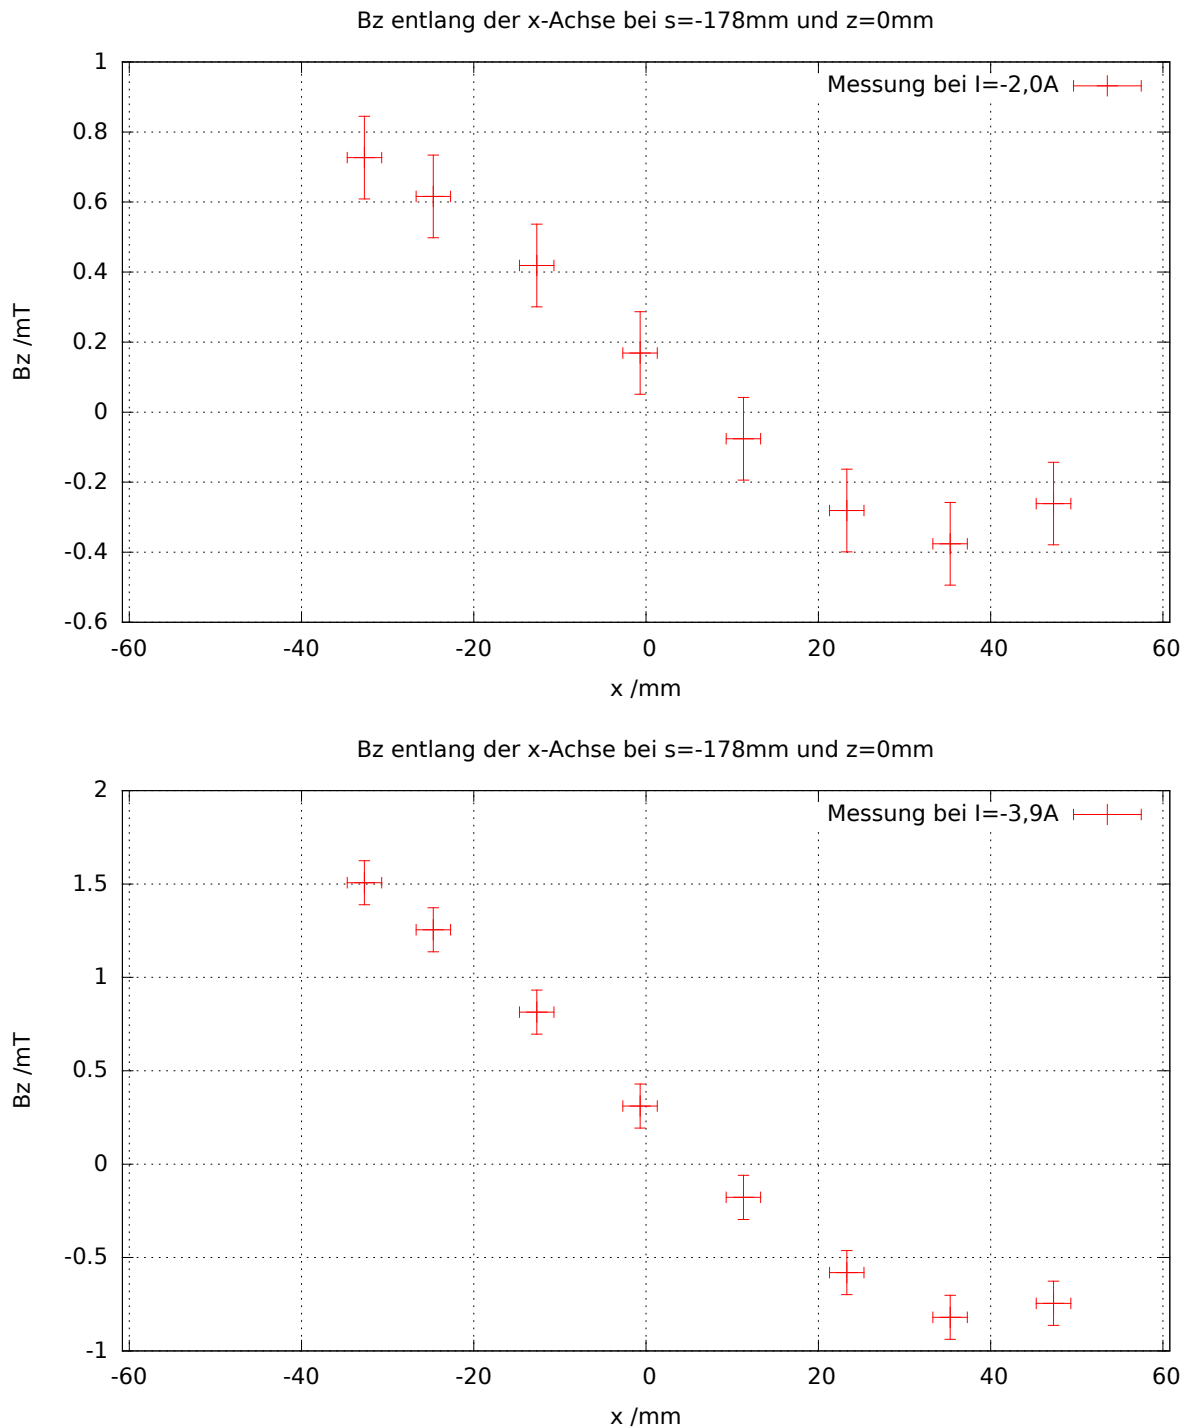 Bz entlang der x-Achse bei s=-178mm und z=0mm
Messung bei I=-2,0A
1
0.8
0.6
0.4
0.2
0
-0.2
-0.4
-0.6
Bz /mT
-60 -40 -20 0 20 40 60
x /mm
Bz entlang der x-Achse bei s=-178mm und z=0mm
Messung bei I=-3,9A
2
1.5
1
0.5
0
-0.5
-1
Bz /mT
-60 -40 -20 0 20 40 60
x /mm